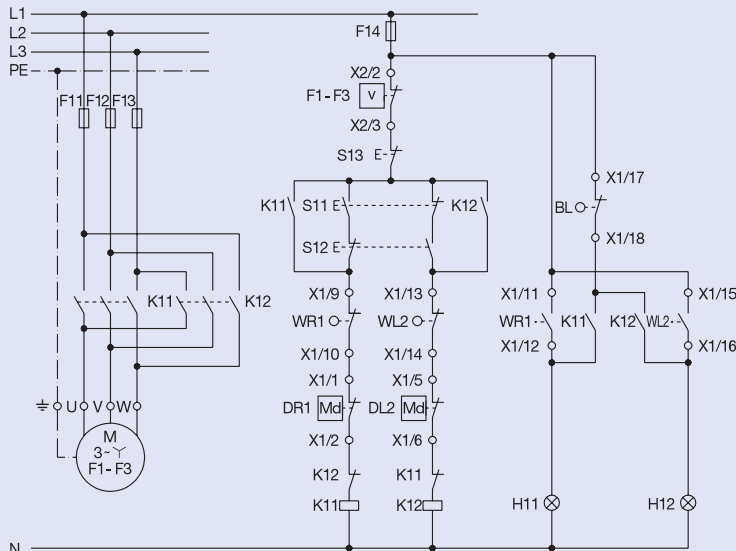 L1
F14
L2
L3
X2/2
PE
F11 F12 F13
F1-F3 v
X2/3
S13 E
X1/17
K11 S11 E K12 BL
S12 E
X1/18
X1/9 X1/13 X1/11 X1/15
K11 K12
WR1 WL2 WR1 K11 K12 WL2
X1/10 X1/14 X1/12 X1/16
X1/1 X1/5
U V W
DR1 Md DL2 Md
M
3~
F1-F3
X1/2 X1/6
K12 K11
K11 K12 H11 H12
N